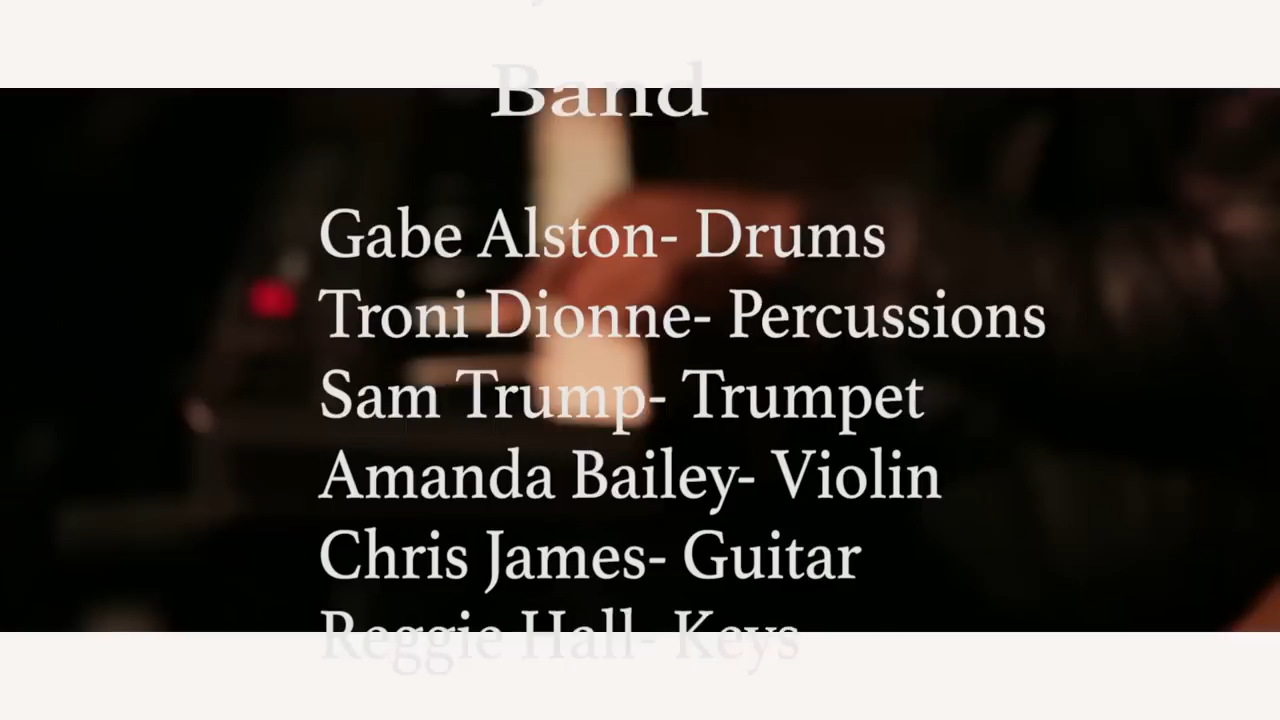 Band
Gabe Alston- Drums
Troni Dionne- Percussions
Sam Trump- Trumpet
Amanda Bailey- Violin
Chris James- Guitar
Reggie Hall- Keys